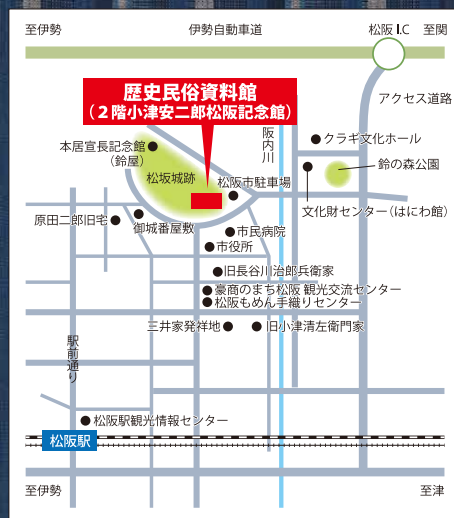 至伊勢
伊勢自動車道
松阪 I.C
至関
アクセス道路
歴史民俗資料館
（２階小津安二郎松阪記念館）
阪内川
クラギ文化ホール
本居宣長記念館
（鈴屋）
鈴の森公園
松坂城跡
松阪市駐車場
文化財センター（はにわ館）
原田二郎旧宅
御城番屋敷
市民病院
市役所
旧長谷川治郎兵衛家
豪商のまち松阪 観光交流センター
松阪もめん手織りセンター
三井家発祥地
旧小津清左衛門家
駅前通り
松阪駅観光情報センター
松阪駅
至伊勢
至津